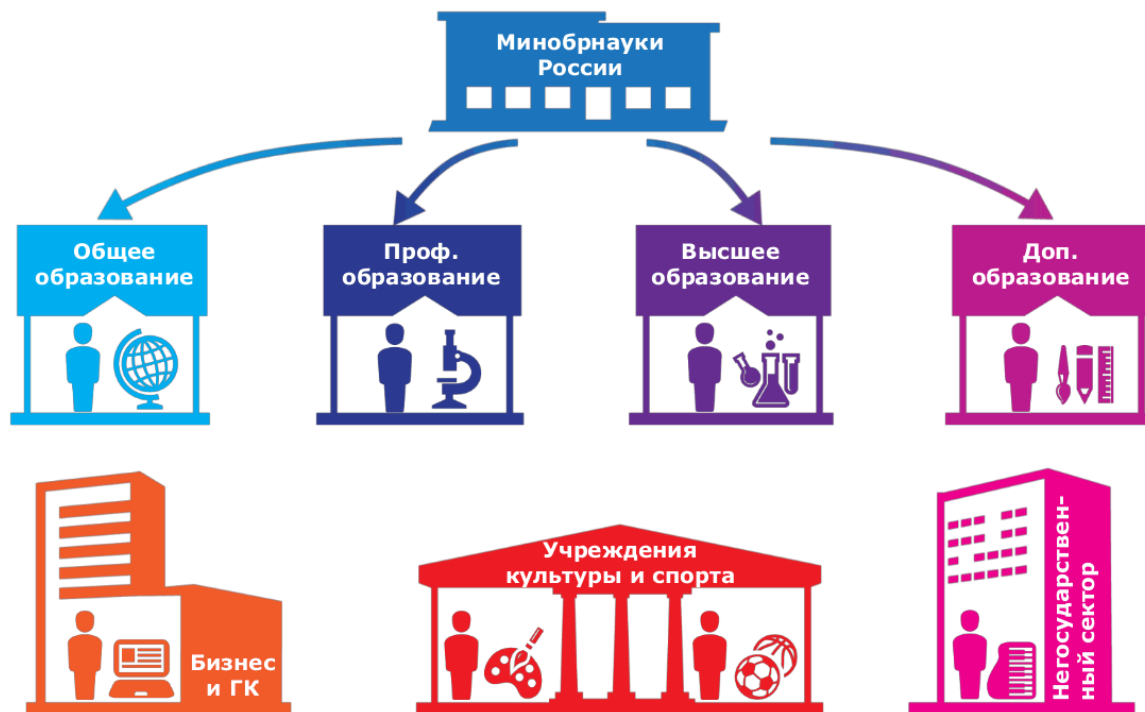 Минобрнауки
России
Общее
образование
Проф.
образование
Высшее
образование
Доп.
образование
Бизнес
и ГК
Учреждения
культуры и спорта
Негосударствен-
ный сектор